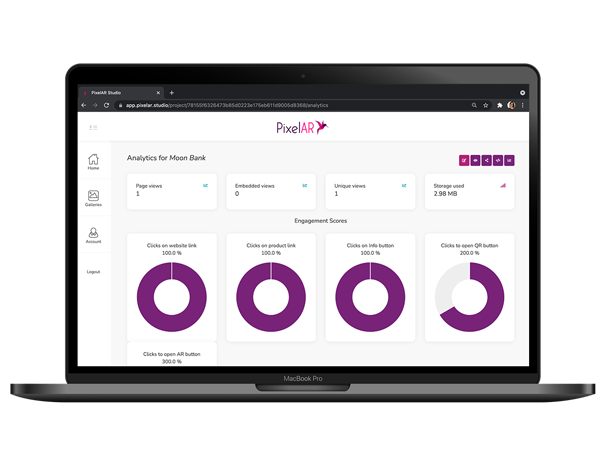 PixelAR Studio
app.pixelar.studio/project/78155f6326473b85d0223e175eb611d9005d8368/analytics
PixelAR
Home
Galleries
Account
Logout
Analytics for Moon Bank
Page views
1
Embedded views
0
Unique views
1
Storage used
2.98 MB
Engagement Scores
Clicks on website link
100.0 %
Clicks on product link
100.0 %
Clicks on Info button
100.0 %
Clicks to open QR button
200.0 %
Clicks to open AR button
300.0 %
MacBook Pro